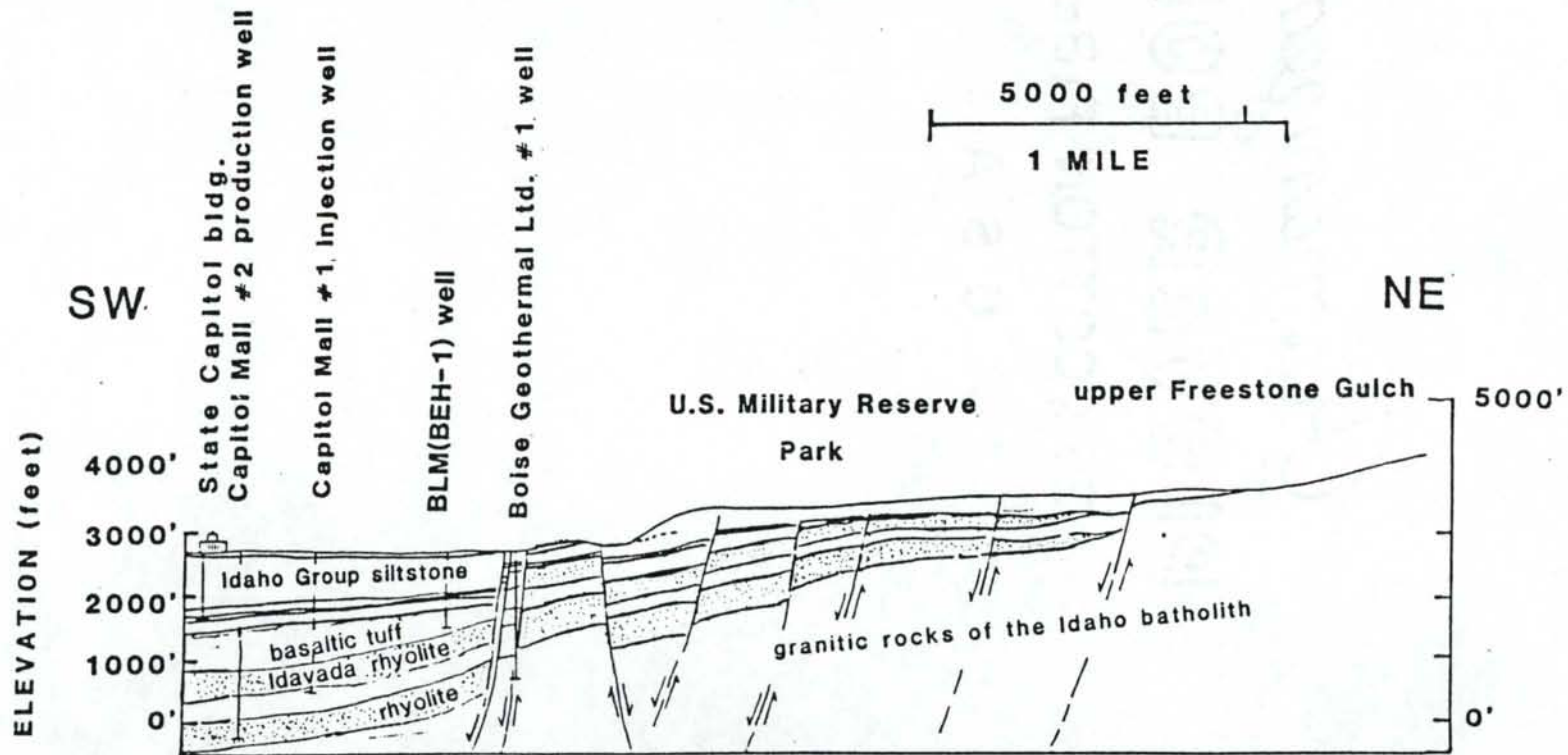 State Capitol bldg.
Capitol Mall #2 production well
Capitol Mall #1 Injection well
BLM(BEH-1) well
Boise Geothermal Ltd. #1 well
5000 feet
1 MILE
SW
NE
U.S. Military Reserve
Park
upper Freestone Gulch
5000'
ELEVATION (feet)
4000'
3000'
2000'
1000'
0'
Idaho Group siltstone
basaltic tuff
Idavada rhyolite
rhyolite
granitic rocks of the Idaho batholith
0'